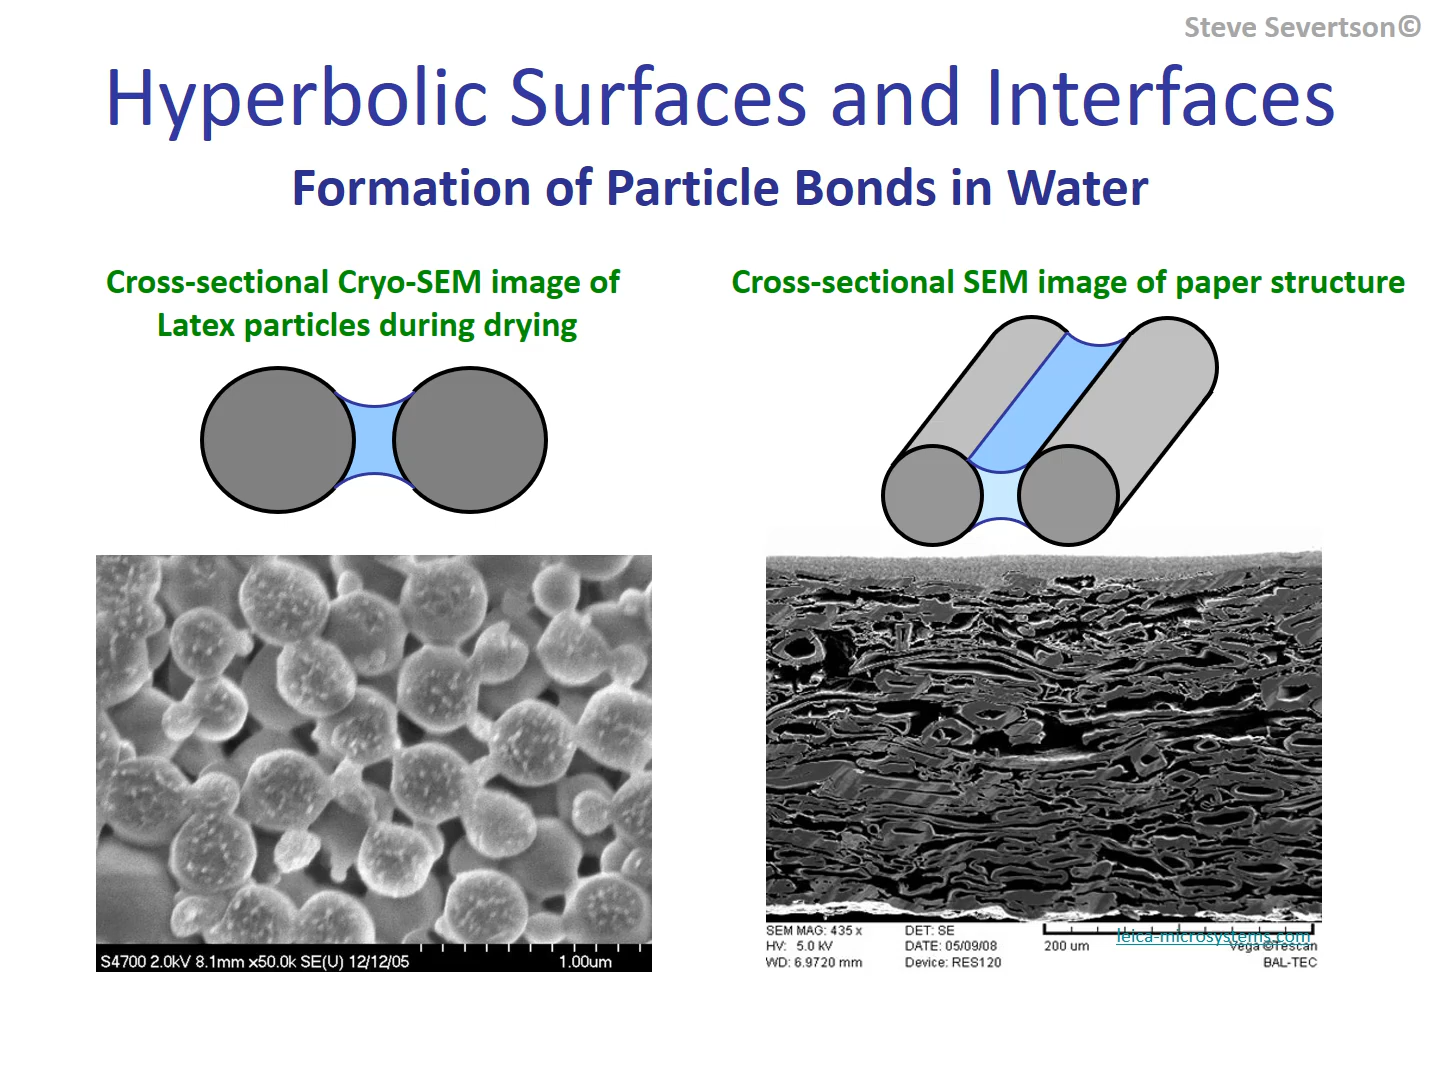 Steve Severtson©
Hyperbolic Surfaces and Interfaces
Formation of Particle Bonds in Water
Cross-sectional Cryo-SEM image of
Latex particles during drying
Cross-sectional SEM image of paper structure
S4700 2.0kV 8.1mm x50.0k SE(U) 12/12/05
1.00um
SEM MAG: 435 x
DET: SE
HV: 5.0 kV
DATE: 05/09/08
WD: 6.9720 mm
Device: RES120
200 um
leica-microsystems.com
Vega ©Tescan
BAL-TEC